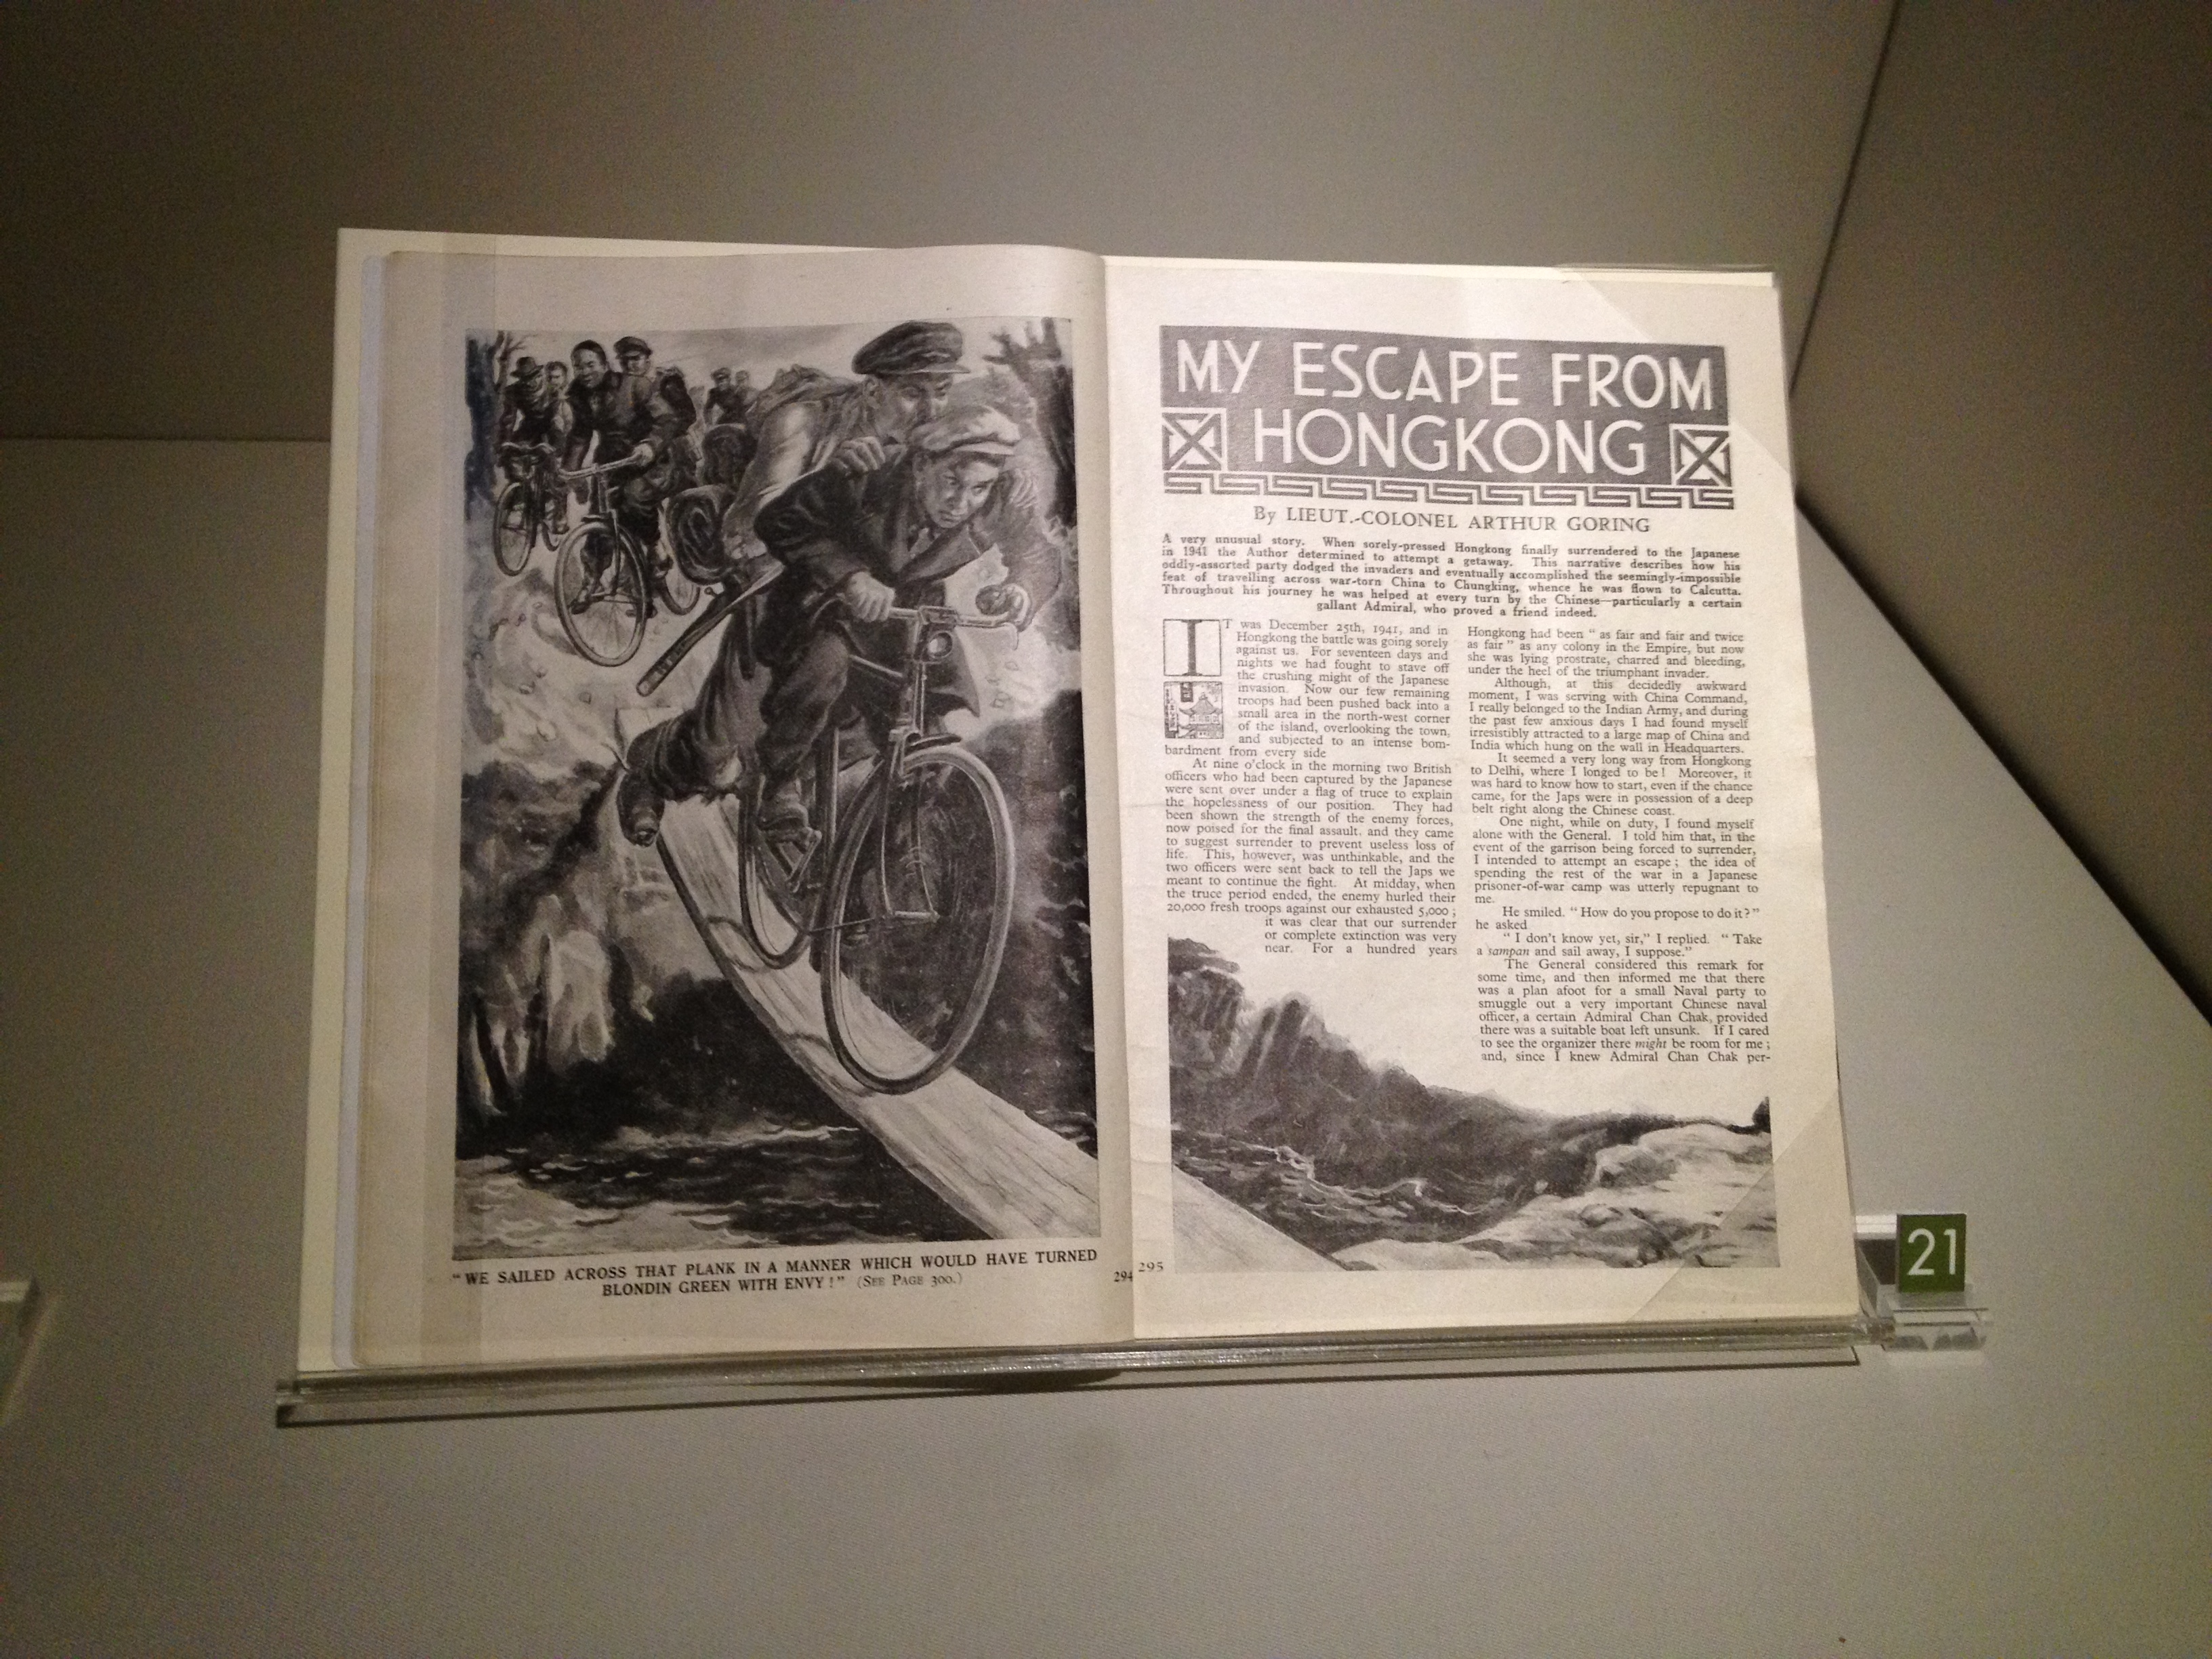 "WE SAILED ACROSS THAT PLANK IN A MANNER WHICH WOULD HAVE TURNED
BLONDIN GREEN WITH ENVY!" (SEE PAGE 300.)
294
MY ESCAPE FROM
HONGKONG
By LIEUT.-COLONEL ARTHUR GORING
A very unusual story. When sorely-pressed Hongkong finally surrendered to the Japanese
in 1941 the Author determined to attempt a getaway. This narrative describes how his
oddly-assorted party dodged the invaders and eventually accomplished the seemingly-impossible
feat of travelling across war-torn China to Chungking, whence he was flown to Calcutta.
Throughout his journey he was helped at every turn by the Chinese—particularly a certain
gallant Admiral, who proved a friend indeed.
IT was December 25th, 1941, and in
Hongkong the battle was going sorely
against us. For seventeen days and
nights we had fought to stave off
the crushing might of the Japanese
invasion. Now our few remaining
troops had been pushed back into a
small area in the north-west corner
of the island, overlooking the town,
and subjected to an intense bom-
bardment from every side
At nine o'clock in the morning two British
officers who had been captured by the Japanese
were sent over under a flag of truce to explain
the hopelessness of our position. They had
been shown the strength of the enemy forces,
now poised for the final assault, and they came
to suggest surrender to prevent useless loss of
life. This, however, was unthinkable, and the
two officers were sent back to tell the Japs we
meant to continue the fight. At midday, when
the truce period ended, the enemy hurled their
20,000 fresh troops against our exhausted 5,000;
it was clear that our surrender
or complete extinction was very
near. For a hundred years
Hongkong had been "as fair and fair and twice
as fair" as any colony in the Empire, but now
she was lying prostrate, charred and bleeding,
under the heel of the triumphant invader.
Although, at this decidedly awkward
moment, I was serving with China Command,
I really belonged to the Indian Army, and during
the past few anxious days I had found myself
irresistibly attracted to a large map of China and
India which hung on the wall in Headquarters.
It seemed a very long way from Hongkong
to Delhi, where I longed to be! Moreover, it
was hard to know how to start, even if the chance
came, for the Japs were in possession of a deep
belt right along the Chinese coast.
One night, while on duty, I found myself
alone with the General. I told him that, in the
event of the garrison being forced to surrender,
I intended to attempt an escape; the idea of
spending the rest of the war in a Japanese
prisoner-of-war camp was utterly repugnant to
me.
He smiled. "How do you propose to do it?"
he asked
"I don't know yet, sir," I replied. "Take
a sampan and sail away, I suppose."
The General considered this remark for
some time, and then informed me that there
was a plan afoot for a small Naval party to
smuggle out a very important Chinese naval
officer, a certain Admiral Chan Chak, provided
there was a suitable boat left unsunk. If I cared
to see the organizer there might be room for me;
and, since I knew Admiral Chan Chak per-
295
21